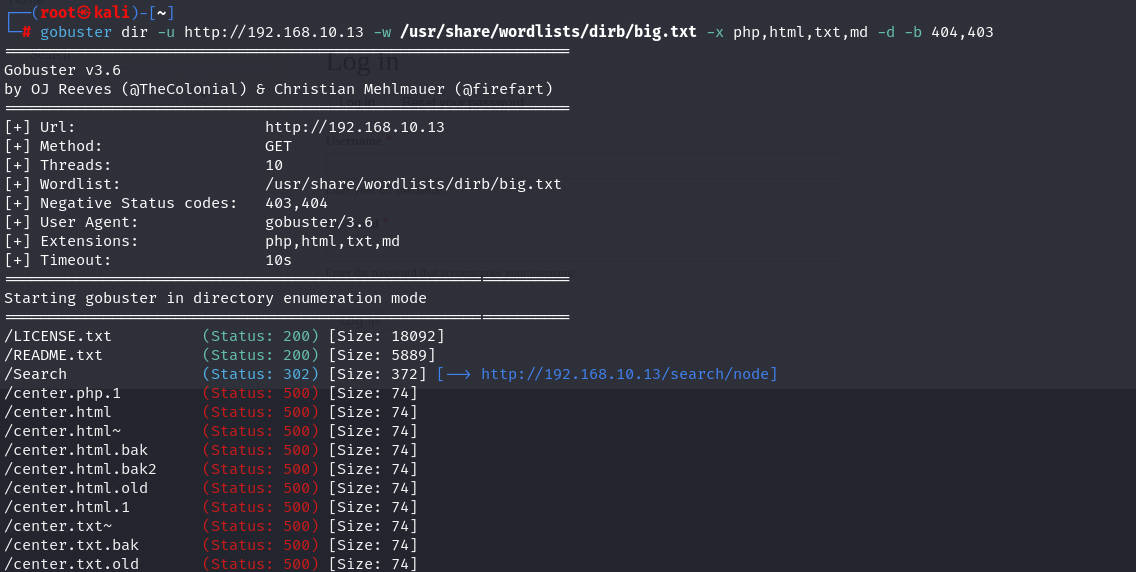 ┌──(root㉿kali)-[~]
└─# gobuster dir -u http://192.168.10.13 -w /usr/share/wordlists/dirb/big.txt -x php,html,txt,md -d -b 404,403
===============================================================
Gobuster v3.6
by OJ Reeves (@TheColonial) & Christian Mehlmauer (@firefart)
===============================================================
[+] Url:                     http://192.168.10.13
[+] Method:                  GET
[+] Threads:                 10
[+] Wordlist:                /usr/share/wordlists/dirb/big.txt
[+] Negative Status codes:   403,404
[+] User Agent:              gobuster/3.6
[+] Extensions:              php,html,txt,md
[+] Timeout:                 10s
===============================================================
Starting gobuster in directory enumeration mode
===============================================================
/LICENSE.txt          (Status: 200) [Size: 18092]
/README.txt           (Status: 200) [Size: 5889]
/Search               (Status: 302) [Size: 372] [--> http://192.168.10.13/search/node]
/center.php.1         (Status: 500) [Size: 74]
/center.html          (Status: 500) [Size: 74]
/center.html~         (Status: 500) [Size: 74]
/center.html.bak      (Status: 500) [Size: 74]
/center.html.bak2     (Status: 500) [Size: 74]
/center.html.old      (Status: 500) [Size: 74]
/center.html.1        (Status: 500) [Size: 74]
/center.txt~          (Status: 500) [Size: 74]
/center.txt.bak       (Status: 500) [Size: 74]
/center.txt.old       (Status: 500) [Size: 74]
Log in
Log in Reset your password
Username